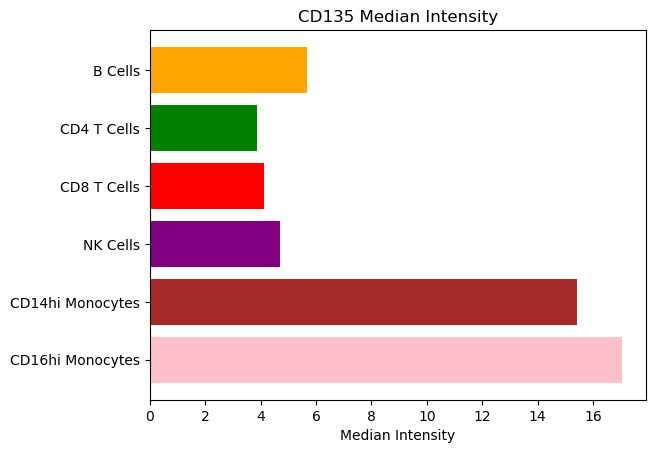 CD135 Median Intensity
B Cells
CD4 T Cells
CD8 T Cells
NK Cells
CD14hi Monocytes
CD16hi Monocytes
0 2 4 6 8 10 12 14 16
Median Intensity